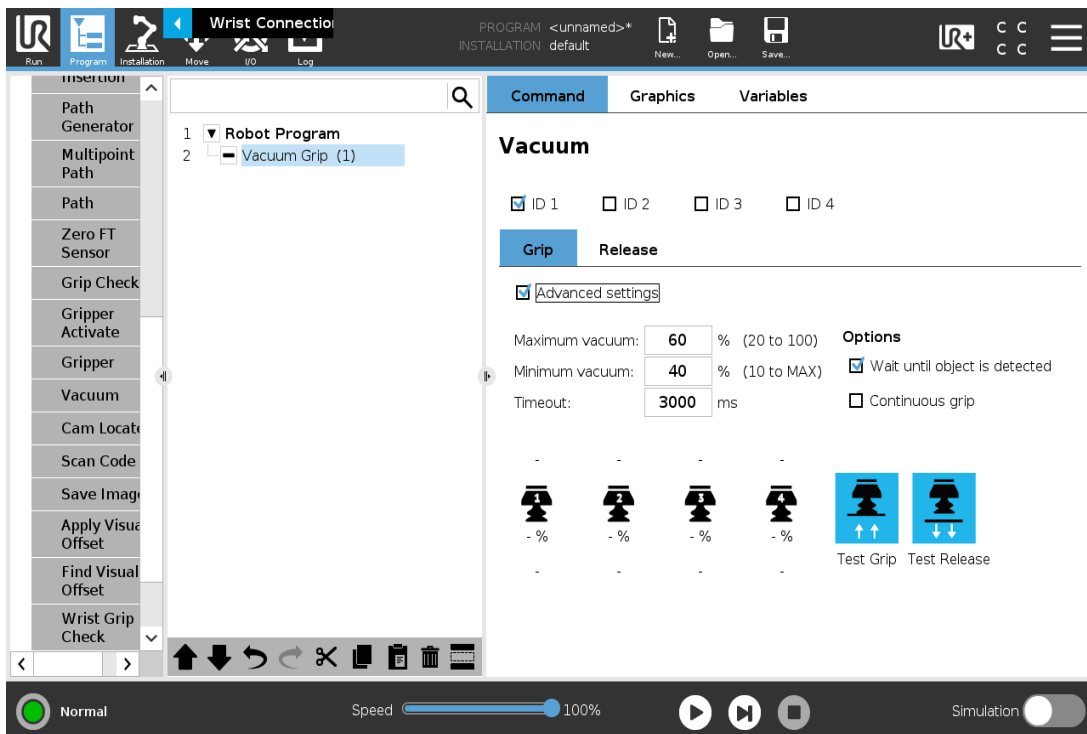 Wrist Connectio
PROGRAM <unnamed>*
INSTALLATION default
UR
UR+
C C
C C
Run
Program
Installation
Move
I/O
Log
New...
Open...
Save...
Insertion
Path
Generator
Multipoint
Path
Path
Zero FT
Sensor
Grip Check
Gripper
Activate
Gripper
Vacuum
Cam Locate
Scan Code
Save Imag
Apply Visua
Offset
Find Visual
Offset
Wrist Grip
Check
1 Robot Program
2 Vacuum Grip (1)
Command Graphics Variables
Vacuum
ID 1 ID 2 ID 3 ID 4
Grip Release
Advanced settings
Maximum vacuum: 60 % (20 to 100)
Minimum vacuum: 40 % (10 to MAX)
Timeout: 3000 ms
Options
Wait until object is detected
Continuous grip
- - - -
1 2 3 4
- % - % - % - %
- - - -
Test Grip Test Release
Normal
Speed 100%
Simulation